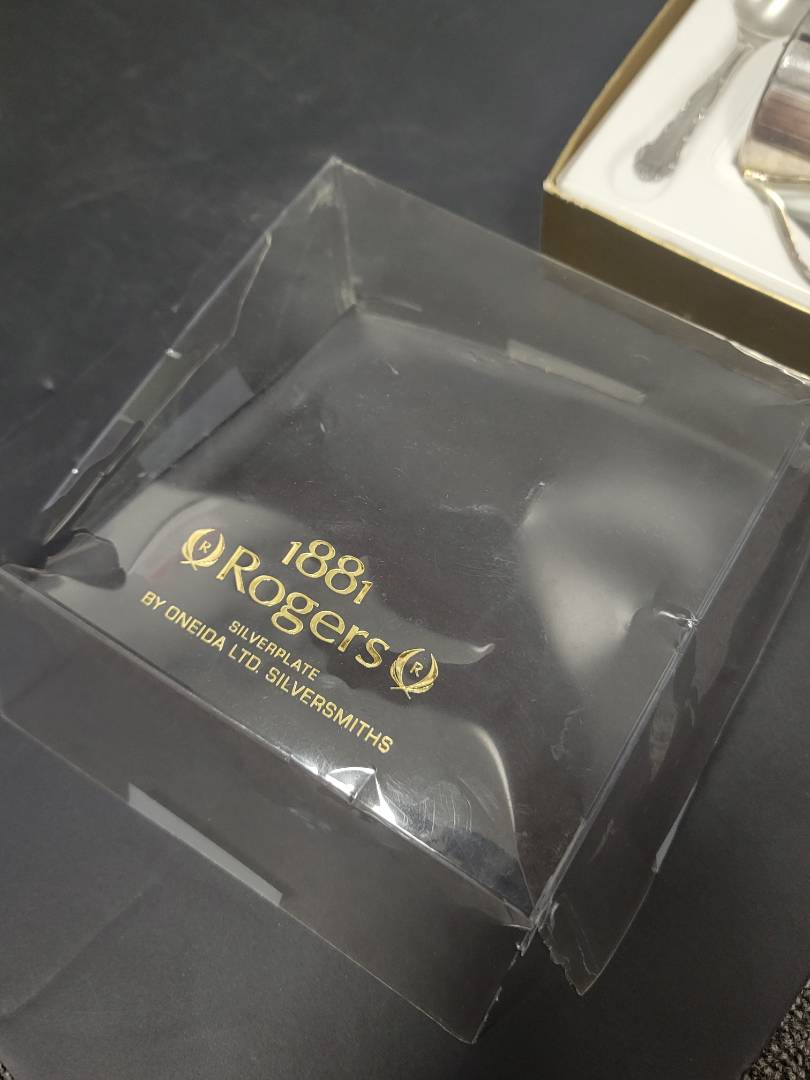 1881
R Rogers R
SILVERPLATE
BY ONEIDA LTD. SILVERSMITHS